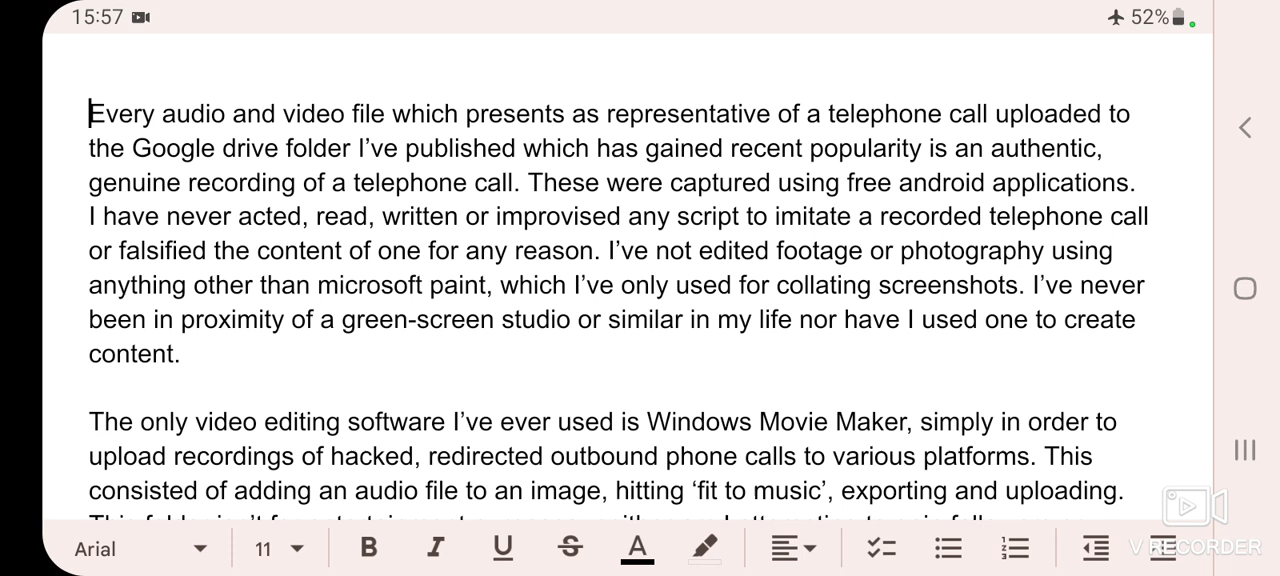 15:57
52%
Every audio and video file which presents as representative of a telephone call uploaded to
the Google drive folder I’ve published which has gained recent popularity is an authentic,
genuine recording of a telephone call. These were captured using free android applications.
I have never acted, read, written or improvised any script to imitate a recorded telephone call
or falsified the content of one for any reason. I’ve not edited footage or photography using
anything other than microsoft paint, which I’ve only used for collating screenshots. I’ve never
been in proximity of a green-screen studio or similar in my life nor have I used one to create
content.
The only video editing software I’ve ever used is Windows Movie Maker, simply in order to
upload recordings of hacked, redirected outbound phone calls to various platforms. This
consisted of adding an audio file to an image, hitting ‘fit to music’, exporting and uploading.
Arial
11
B I U S A
V RECORDER